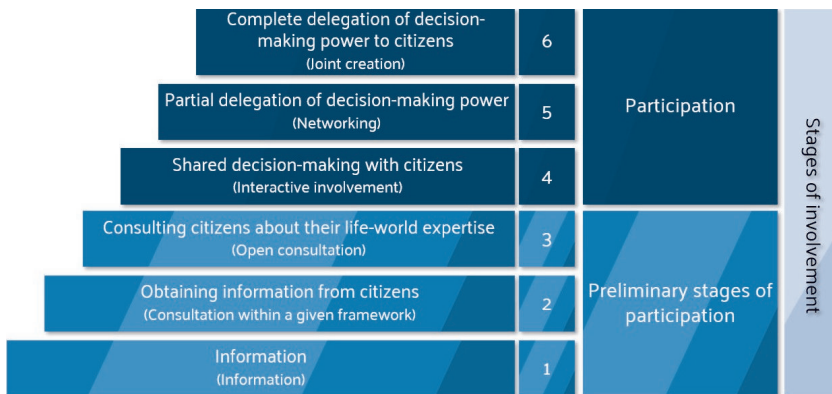 Complete delegation of decision-
making power to citizens
(Joint creation)
6
Partial delegation of decision-making power
(Networking)
5
Participation
Shared decision-making with citizens
(Interactive involvement)
4
Consulting citizens about their life-world expertise
(Open consultation)
3
Obtaining information from citizens
(Consultation within a given framework)
2
Preliminary stages of
participation
Information
(Information)
1
Stages of involvement